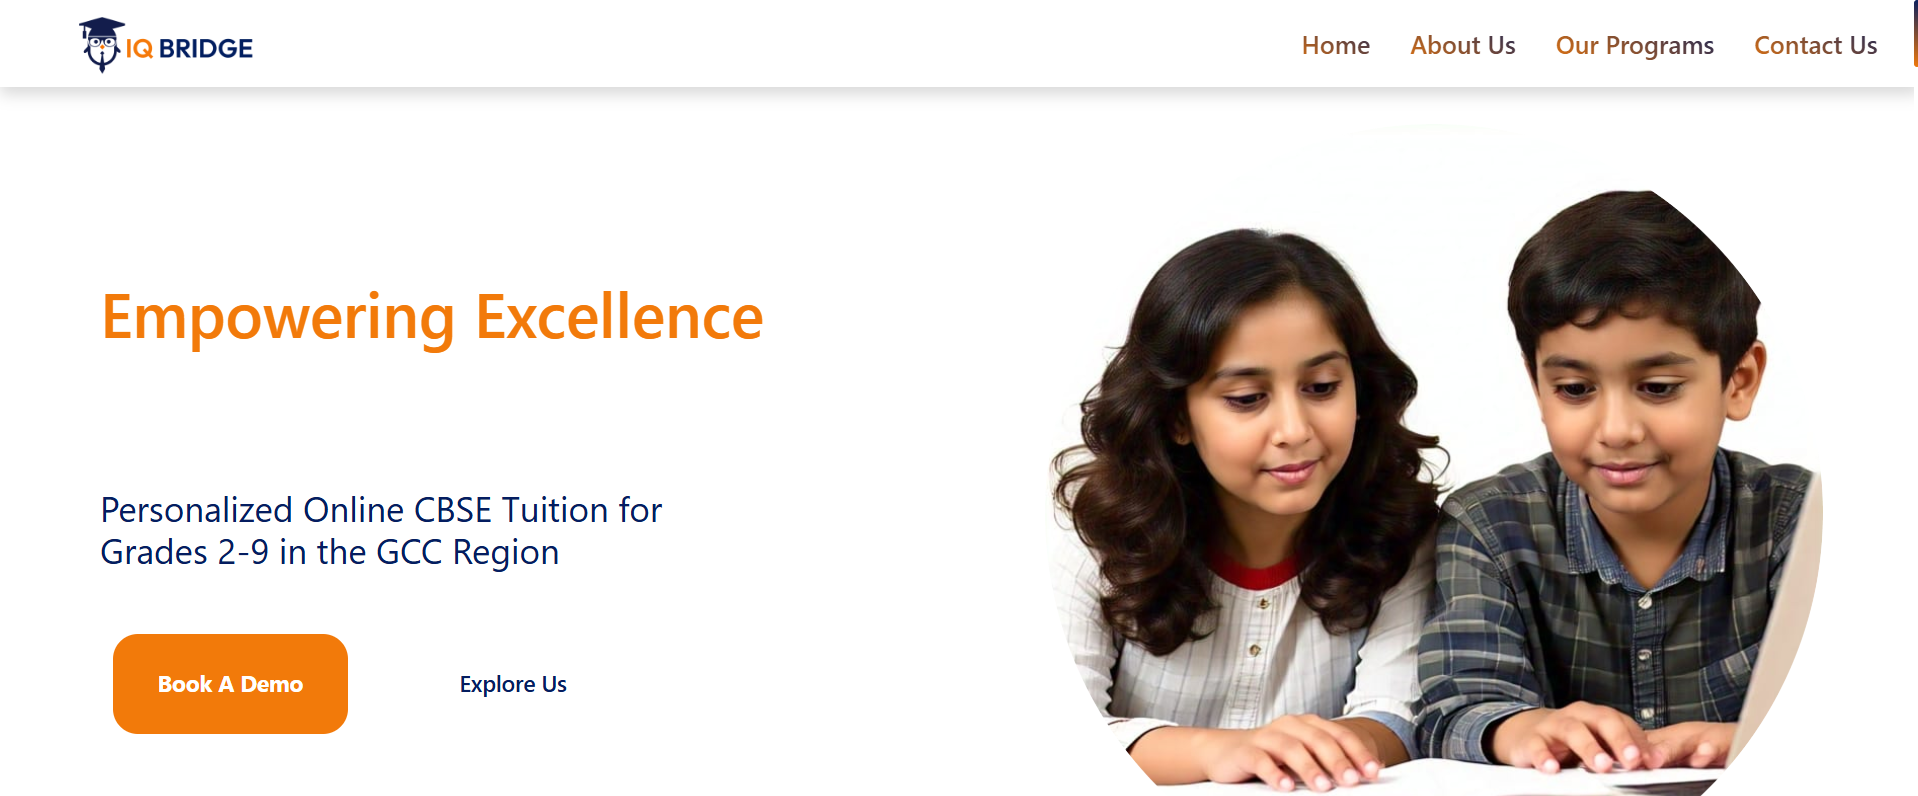 IQ BRIDGE
Home About Us Our Programs Contact Us
Empowering Excellence
Personalized Online CBSE Tuition for
Grades 2-9 in the GCC Region
Book A Demo
Explore Us